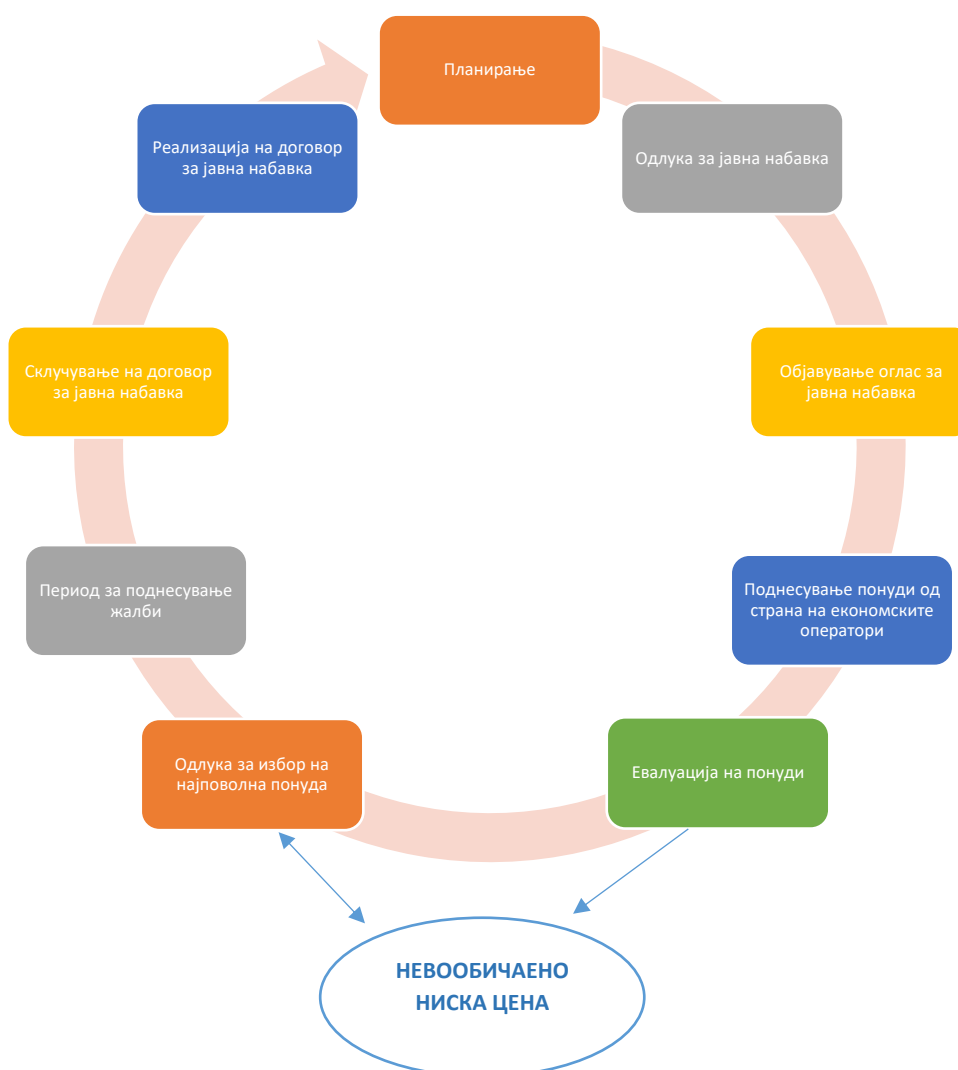 Планирање
Одлука за јавна набавка
Објавување оглас за
јавна набавка
Поднесување понуди од
страна на економските
оператори
Евалуација на понуди
Одлука за избор на
најповолна понуда
Период за поднесување
жалби
Склучување на договор
за јавна набавка
Реализација на договор
за јавна набавка
НЕВООБИЧАЕНО
НИСКА ЦЕНА